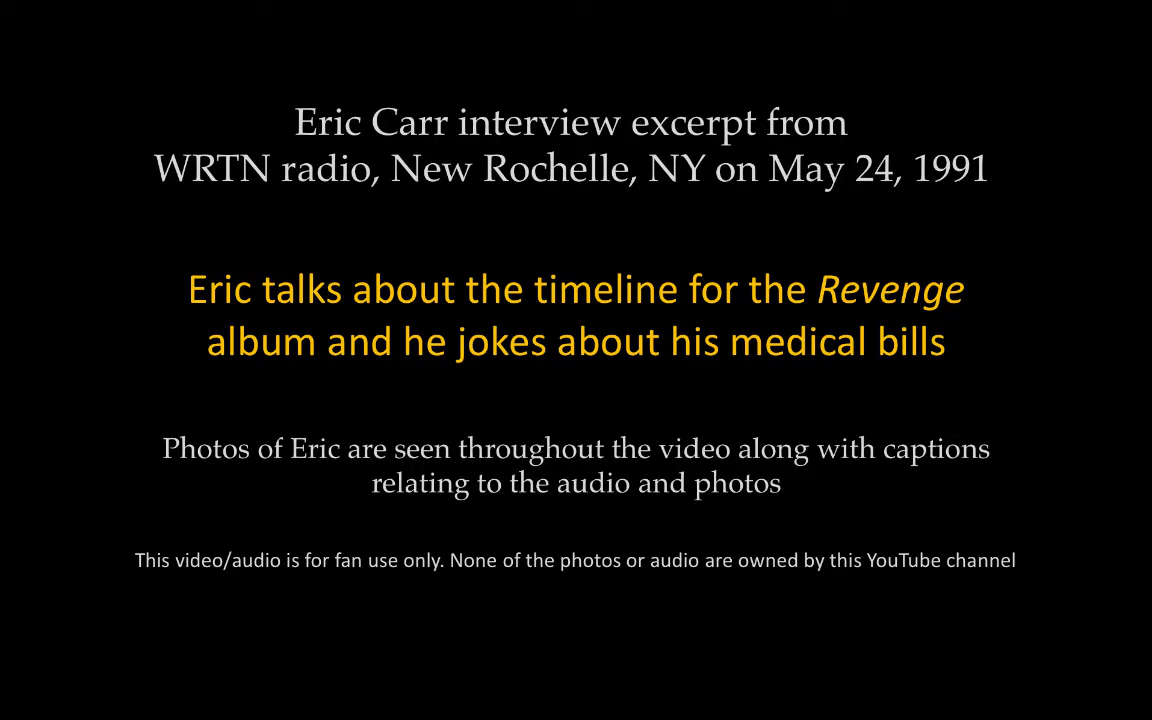 Eric Carr interview excerpt from
WRTN radio, New Rochelle, NY on May 24, 1991
Eric talks about the timeline for the Revenge
album and he jokes about his medical bills
Photos of Eric are seen throughout the video along with captions
relating to the audio and photos
This video/audio is for fan use only. None of the photos or audio are owned by this YouTube channel